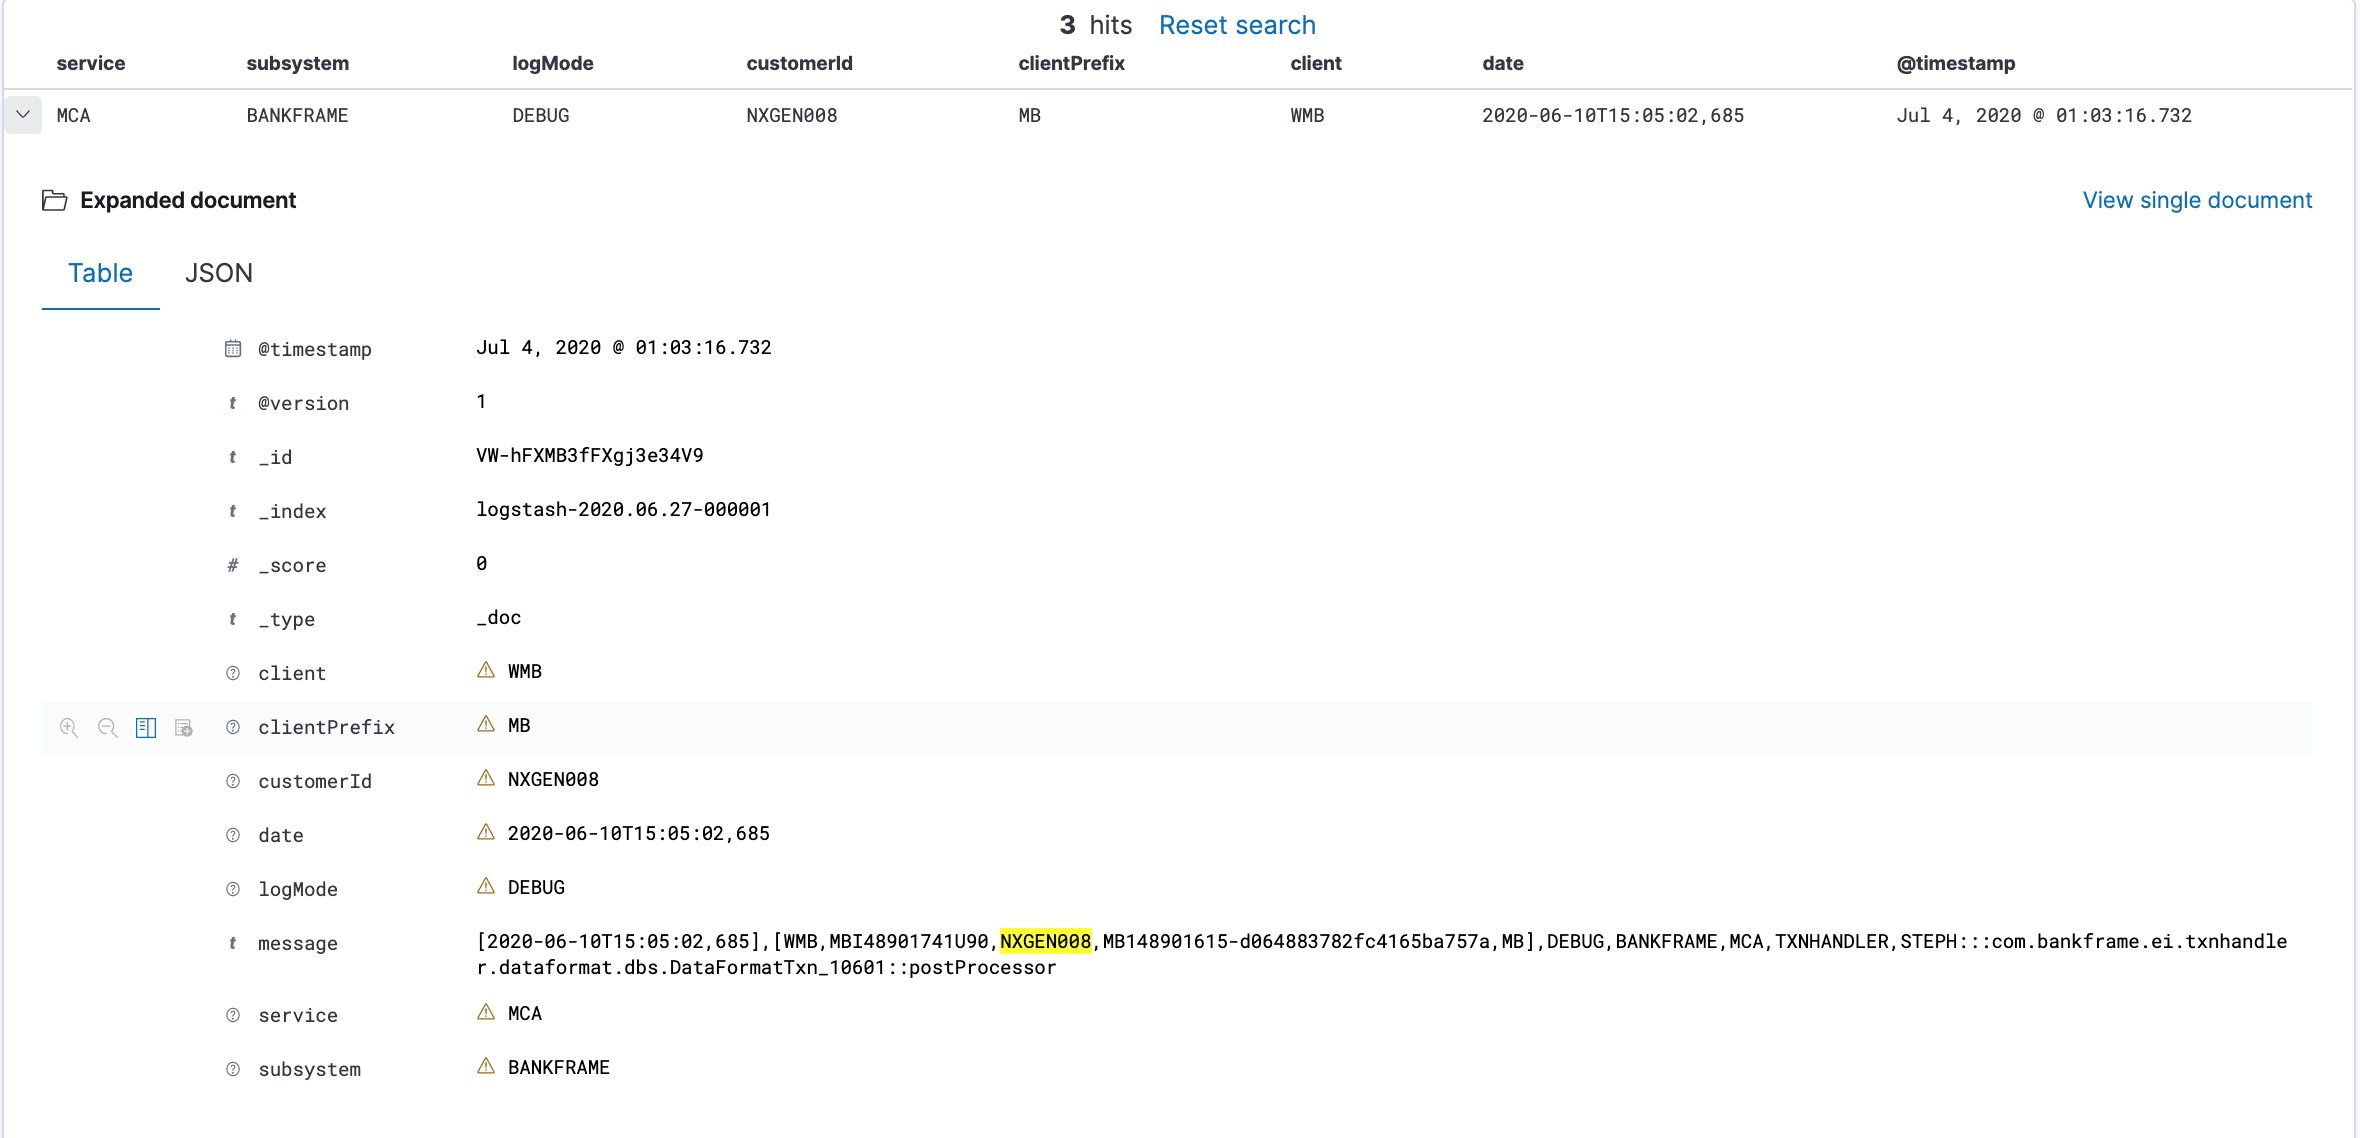 3 hits Reset search
service subsystem logMode customerId clientPrefix client date @timestamp
MCA BANKFRAME DEBUG NXGEN008 MB WMB 2020-06-10T15:05:02,685 Jul 4, 2020 @ 01:03:16.732
Expanded document View single document
Table JSON
@timestamp Jul 4, 2020 @ 01:03:16.732
t @version 1
t _id VW-hFXMB3fFXgj3e34V9
t _index logstash-2020.06.27-000001
# _score 0
t _type _doc
? client WMB
? clientPrefix MB
? customerId NXGEN008
? date 2020-06-10T15:05:02,685
? logMode DEBUG
t message [2020-06-10T15:05:02,685],[WMB,MBI48901741U90,NXGEN008,MB148901615-d064883782fc4165ba757a,MB],DEBUG,BANKFRAME,MCA,TXNHANDLER,STEPH:::com.bankframe.ei.txnhandle
r.dataformat.dbs.DataFormatTxn_10601::postProcessor
? service MCA
? subsystem BANKFRAME